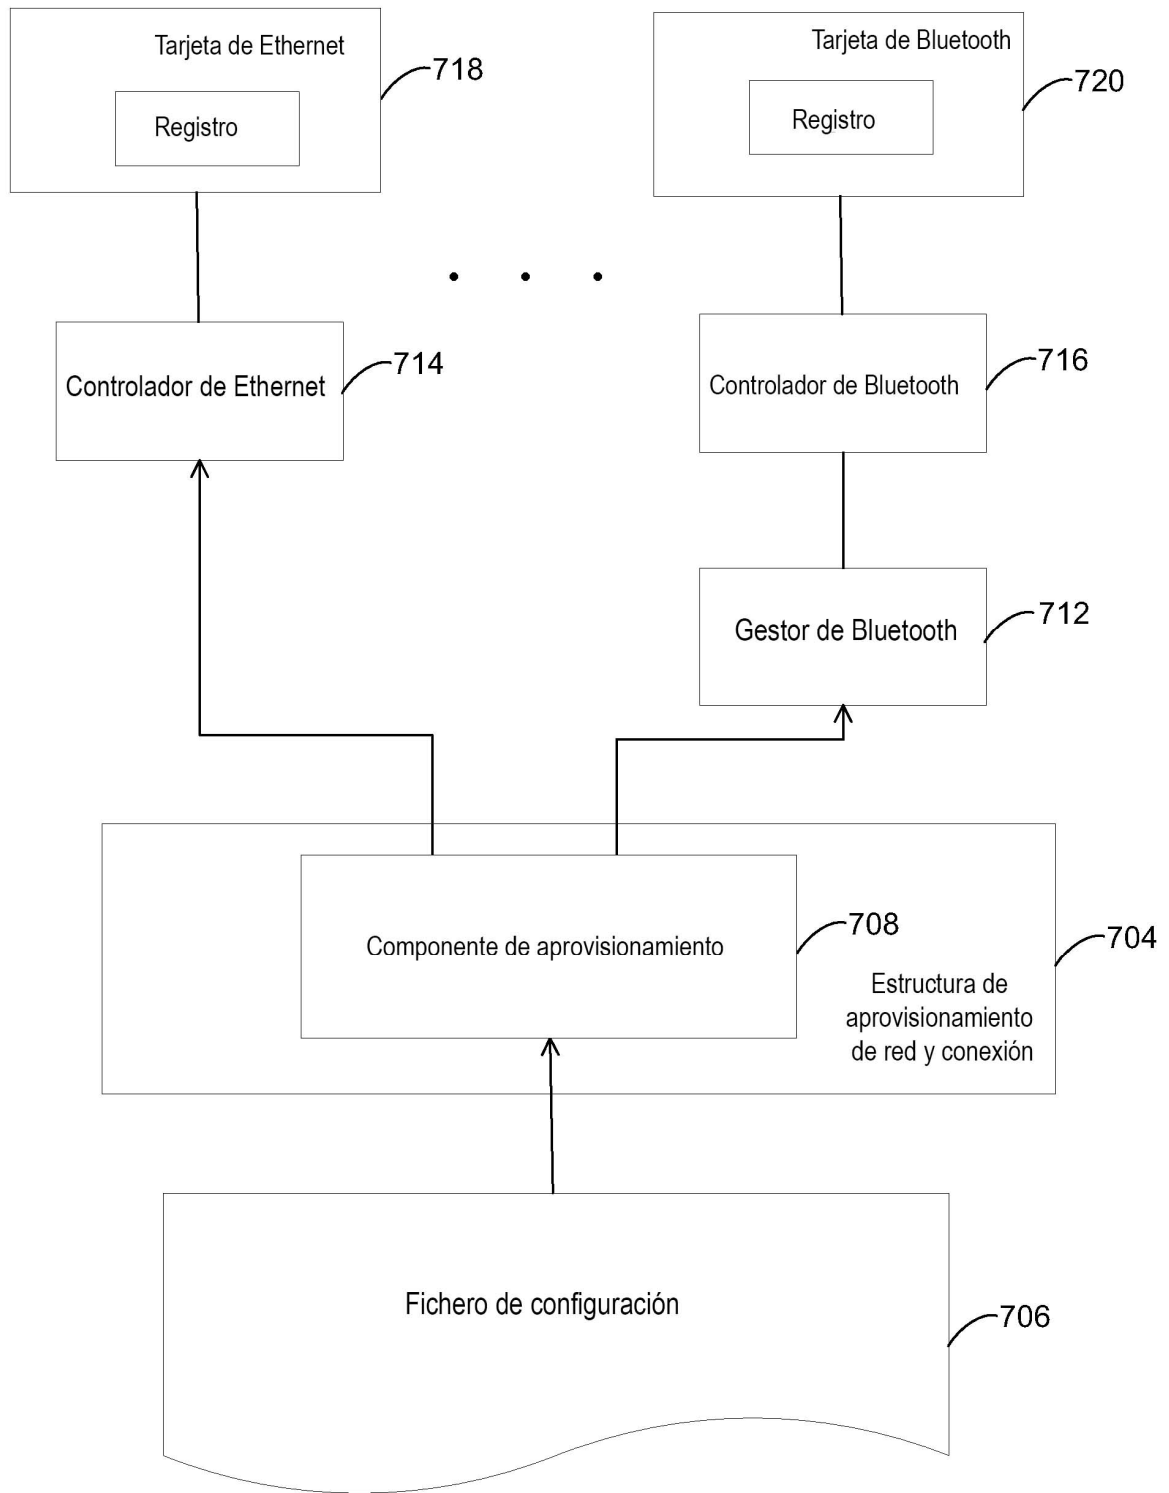 Tarjeta de Ethernet
718
Registro
Tarjeta de Bluetooth
720
Registro
Controlador de Ethernet
714
Controlador de Bluetooth
716
Gestor de Bluetooth
712
Componente de aprovisionamiento
708
704
Estructura de
aprovisionamiento
de red y conexión
Fichero de configuración
706